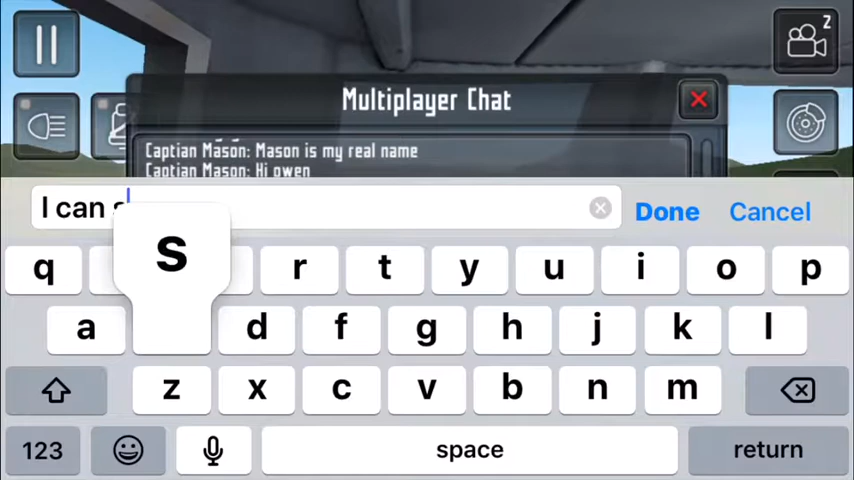 Z
Multiplayer Chat
Captian Mason: Mason is my real name
Captian Mason: Hi owen
I can s
Done Cancel
s
q r t y u i o p
a d f g h j k l
z x c v b n m
123 space return